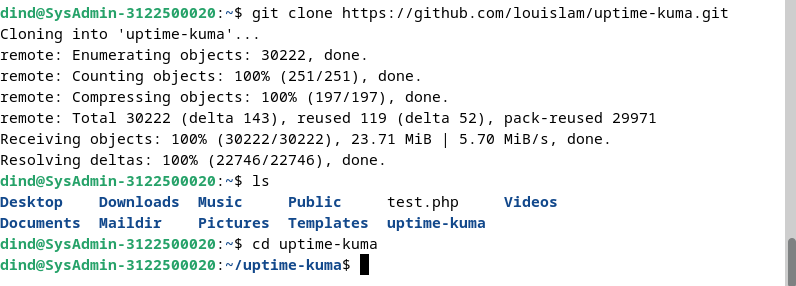 dind@SysAdmin-3122500020:~$ git clone https://github.com/louislam/uptime-kuma.git
Cloning into 'uptime-kuma'...
remote: Enumerating objects: 30222, done.
remote: Counting objects: 100% (251/251), done.
remote: Compressing objects: 100% (197/197), done.
remote: Total 30222 (delta 143), reused 119 (delta 52), pack-reused 29971
Receiving objects: 100% (30222/30222), 23.71 MiB | 5.70 MiB/s, done.
Resolving deltas: 100% (22746/22746), done.
dind@SysAdmin-3122500020:~$ ls
Desktop    Downloads  Music     Public     test.php     Videos
Documents  Maildir    Pictures  Templates  uptime-kuma
dind@SysAdmin-3122500020:~$ cd uptime-kuma
dind@SysAdmin-3122500020:~/uptime-kuma$